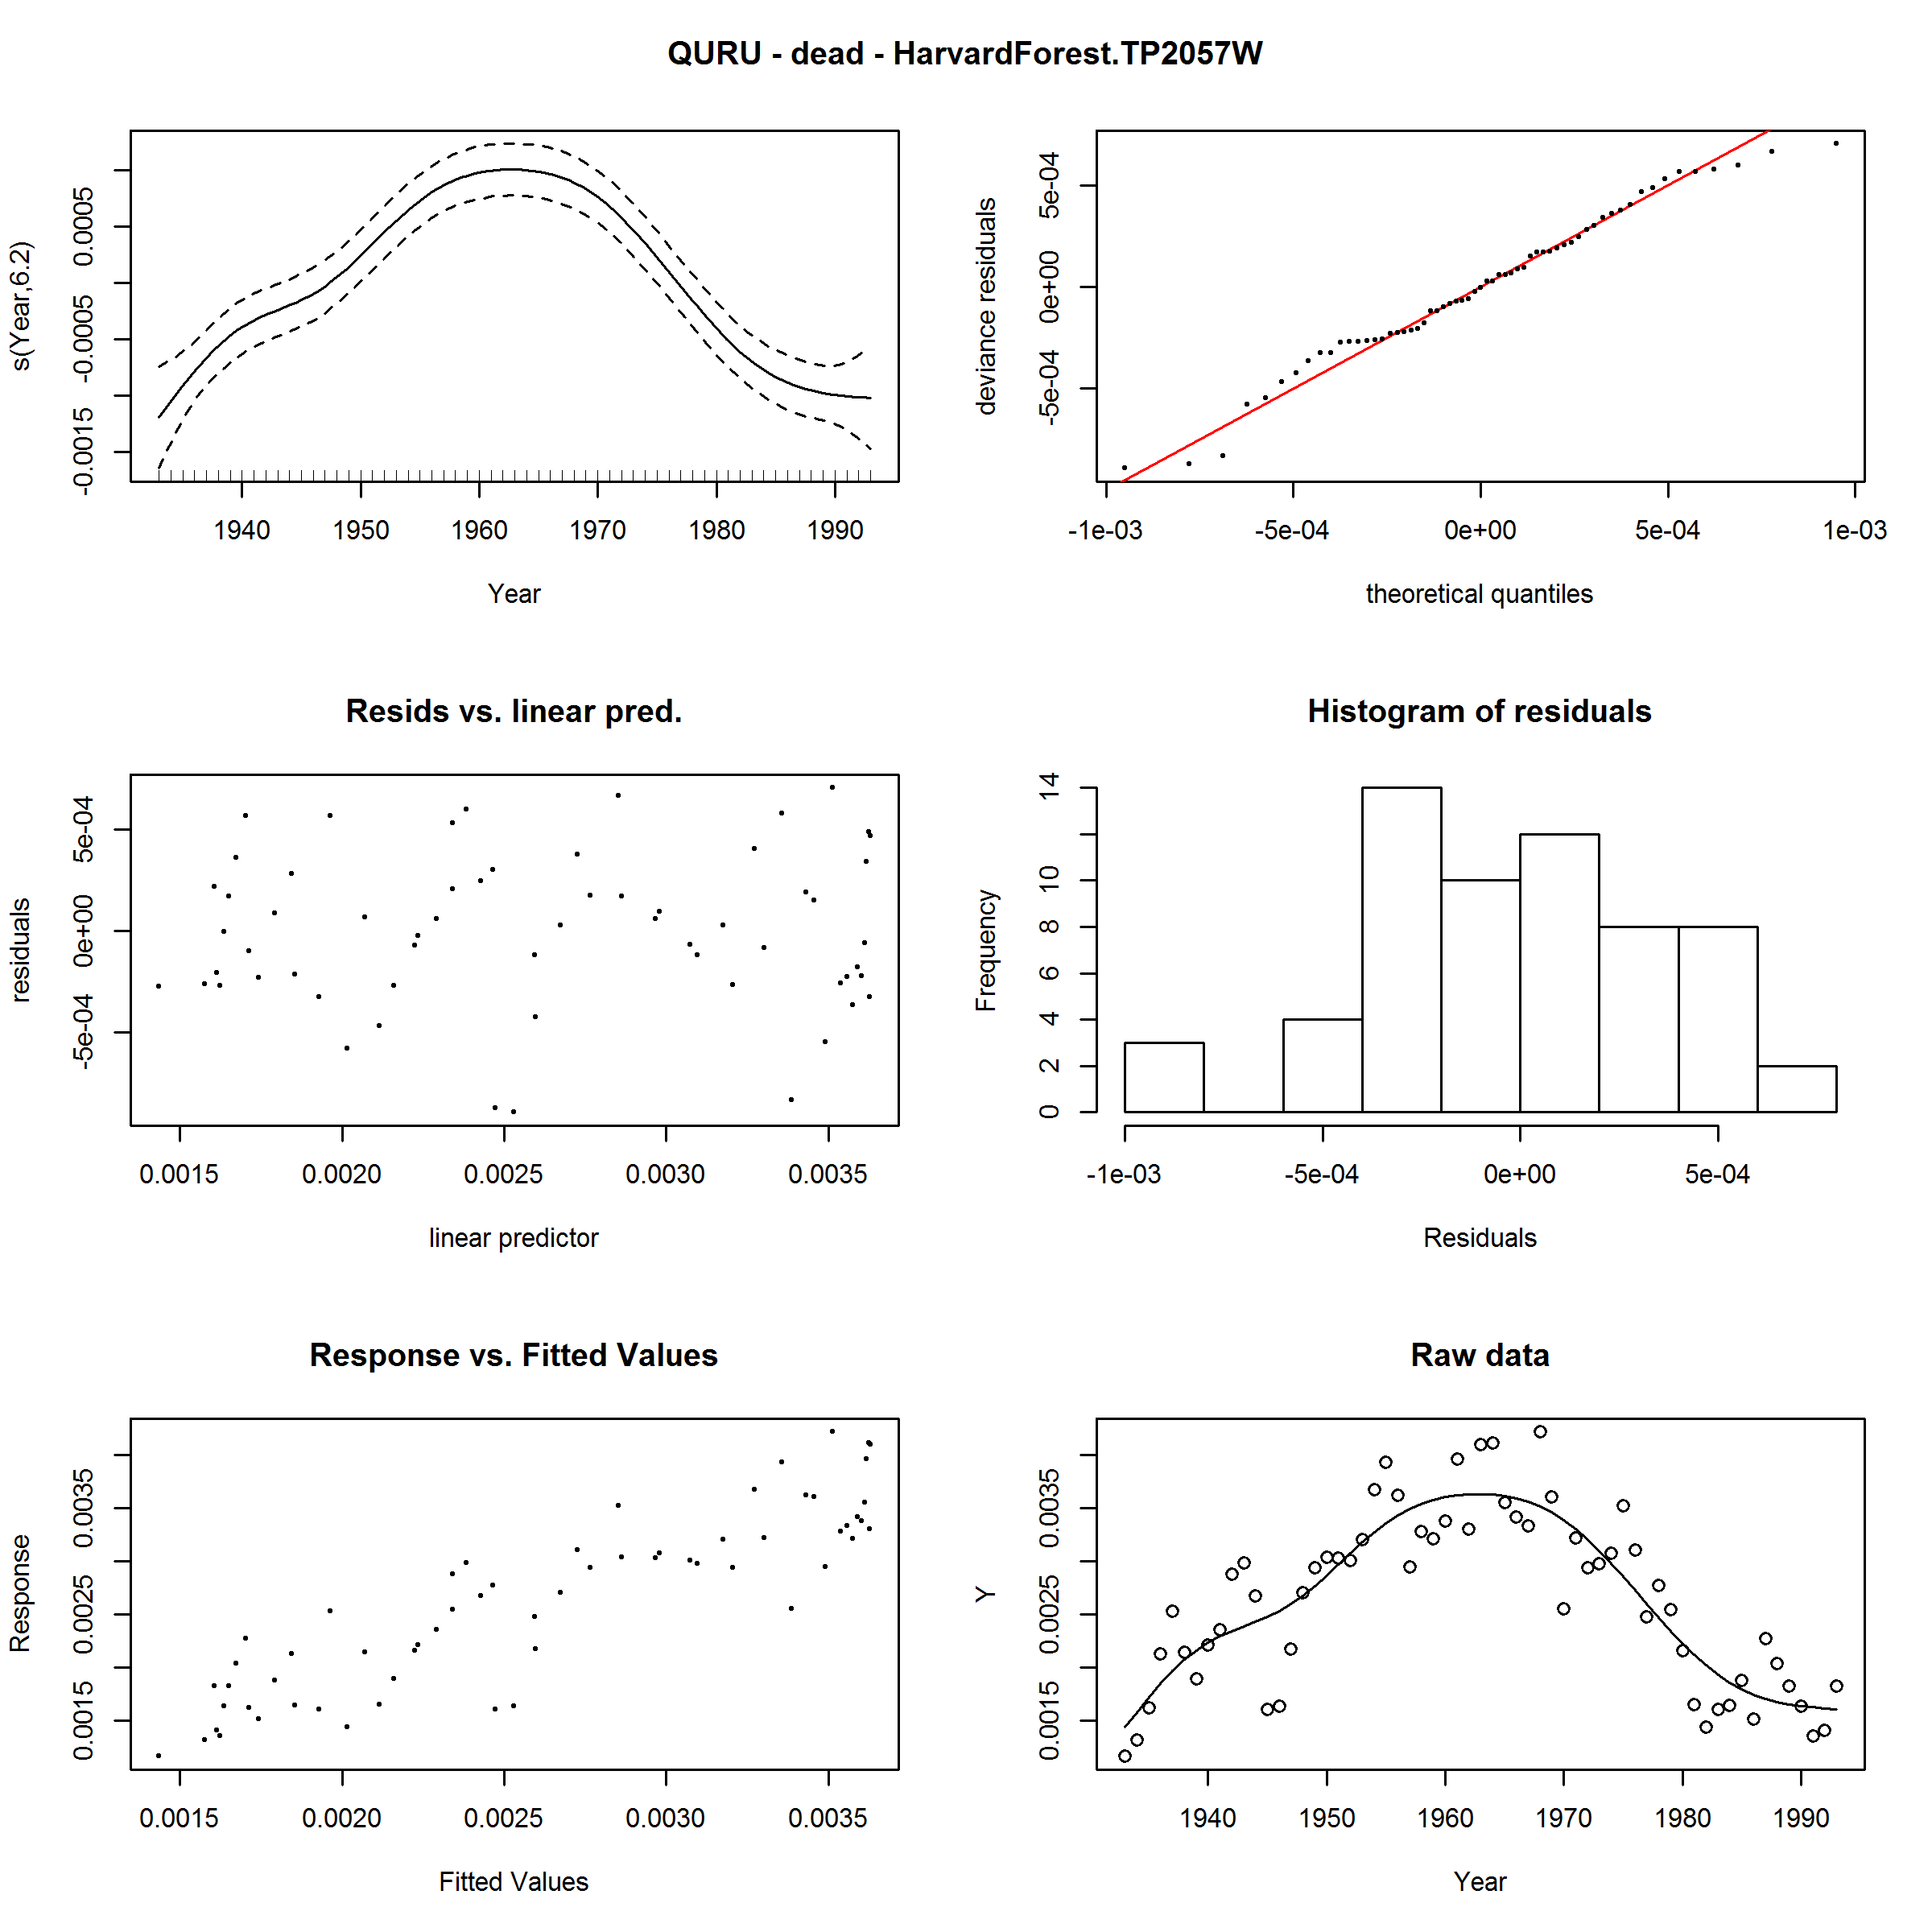 QURU - dead - HarvardForest.TP2057W
s(Year,6.2)
-0.0015 -0.0005 0.0005
1940 1950 1960 1970 1980 1990
Year
deviance residuals
-5e-04 0e+00 5e-04
-1e-03 -5e-04 0e+00 5e-04 1e-03
theoretical quantiles
Resids vs. linear pred.
residuals
-5e-04 0e+00 5e-04
0.0015 0.0020 0.0025 0.0030 0.0035
linear predictor
Histogram of residuals
Frequency
0 2 4 6 8 10 14
-1e-03 -5e-04 0e+00 5e-04
Residuals
Response vs. Fitted Values
Response
0.0015 0.0025 0.0035
0.0015 0.0020 0.0025 0.0030 0.0035
Fitted Values
Raw data
Y
0.0015 0.0025 0.0035
1940 1950 1960 1970 1980 1990
Year